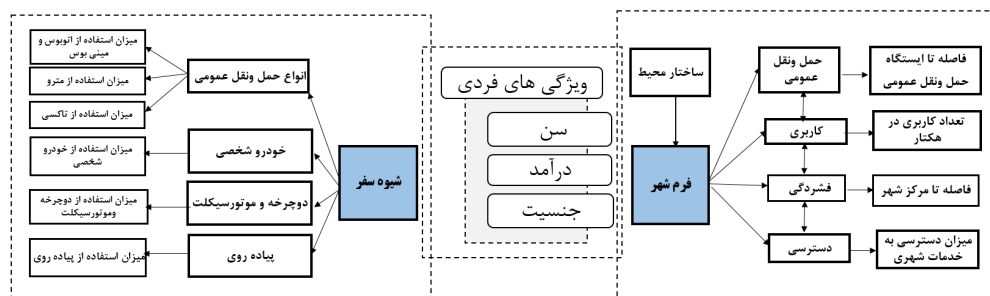 ساختار محیط
فرم شهر
حمل ونقل
عمومی
کاربری
فشردگی
دسترسی
فاصله تا ایستگاه
حمل ونقل عمومی
تعداد کاربری در
هکتار
فاصله تا مرکز شهر
میزان دسترسی به
خدمات شهری
ویژگی های فردی
سن
درآمد
جنسیت
شیوه سفر
انواع حمل ونقل عمومی
خودرو شخصی
دوچرخه و موتورسیکلت
پیاده روی
میزان استفاده از اتوبوس و
مینی بوس
میزان استفاده از مترو
میزان استفاده از تاکسی
میزان استفاده از خودرو
شخصی
میزان استفاده از دوچرخه
وموتورسیکلت
میزان استفاده از پیاده روی